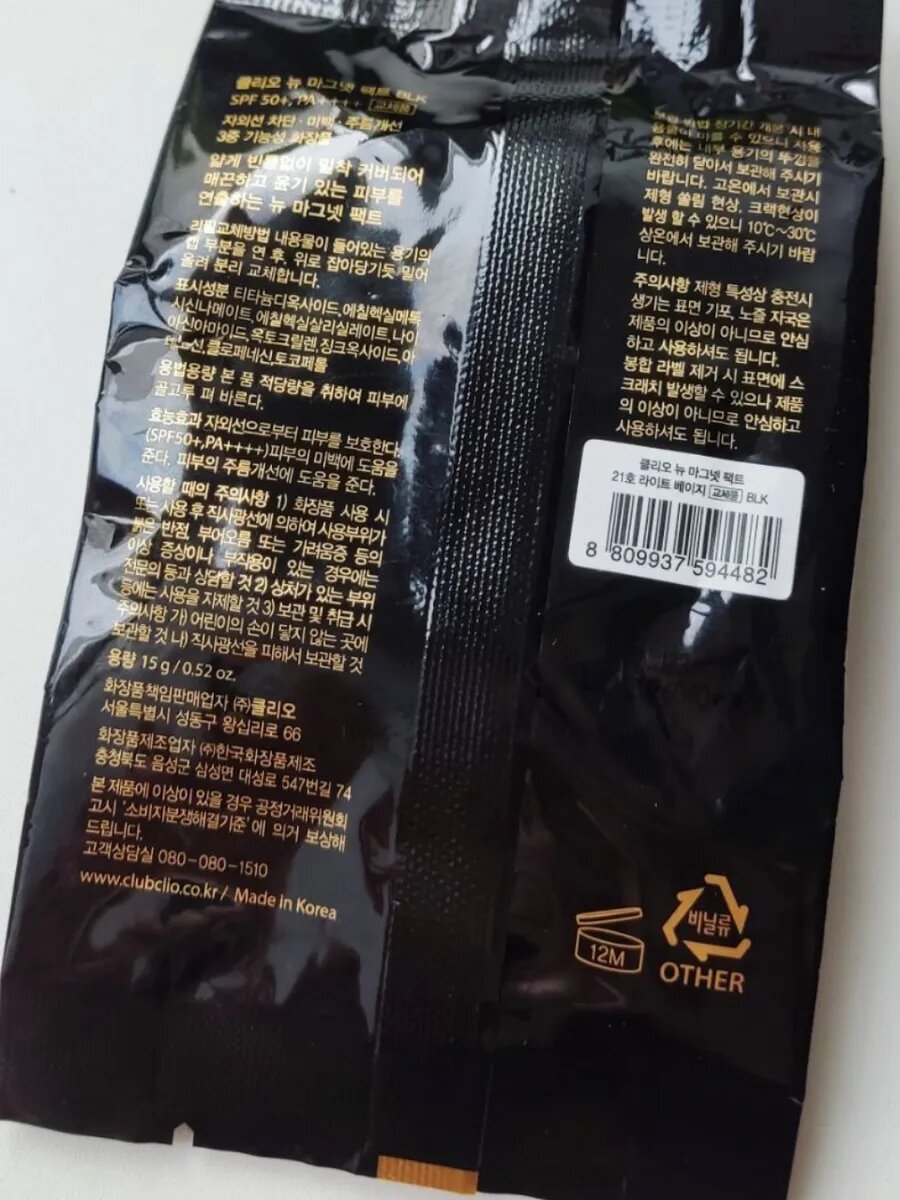 클리오 뉴 마그넷 팩트 BLK
SPF 50+, PA++++ 교체품
자외선 차단 · 미백 · 주름개선
3중 기능성 화장품
얇게 빈틈없이 밀착 커버되어
매끈하고 윤기 있는 피부를
연출하는 뉴 마그넷 팩트
리필교체방법 내용물이 들어있는 용기의
캡 부분을 연 후, 위로 잡아당기듯 밀어
올려 분리 교체합니다.
표시성분 티타늄디옥사이드, 에칠헥실메톡
시신나메이트, 에칠헥실살리실레이트, 나이
아신아마이드, 옥토크릴렌, 징크옥사이드, 아
데노신, 클로페네신, 토코페롤
용법용량 본 품 적당량을 취하여 피부에
골고루 펴 바른다.
효능효과 자외선으로부터 피부를 보호한다.
(SPF50+, PA++++) 피부의 미백에 도움을
준다. 피부의 주름개선에 도움을 준다.
사용할 때의 주의사항 1) 화장품 사용 시
또는 사용 후 직사광선에 의하여 사용부위가
붉은 반점, 부어오름 또는 가려움증 등의
이상 증상이나 부작용이 있는 경우에는
전문의 등과 상담할 것 2) 상처가 있는 부위
등에는 사용을 자제할 것 3) 보관 및 취급 시
주의사항 가) 어린이의 손이 닿지 않는 곳에
보관할 것 나) 직사광선을 피해서 보관할 것
용량 15 g / 0.52 oz.
화장품책임판매업자 ㈜클리오
서울특별시 성동구 왕십리로 66
화장품제조업자 ㈜한국화장품제조
충청북도 음성군 삼성면 대성로 547번길 74
본 제품에 이상이 있을 경우 공정거래위원회
고시 '소비자분쟁해결기준'에 의거 보상해
드립니다.
고객상담실 080-080-1510
www.clubclio.co.kr / Made in Korea
장기간 개봉 시 내
용물이 마를 수 있으니 사용
후에는 내부 용기의 뚜껑을
완전히 닫아서 보관해 주시기
바랍니다. 고온에서 보관시
제형 쏠림 현상, 크랙현상이
발생 할 수 있으니 10℃~30℃
상온에서 보관해 주시기 바랍
니다.
주의사항 제형 특성상 충전시
생기는 표면 기포, 노즐 자국은
제품의 이상이 아니므로 안심
하고 사용하셔도 됩니다.
봉합 라벨 제거 시 표면에 스
크래치 발생할 수 있으나 제품
의 이상이 아니므로 안심하고
사용하셔도 됩니다.
클리오 뉴 마그넷 팩트
21호 라이트 베이지 교체품 BLK
8 809937 594482
12M
비닐류
OTHER